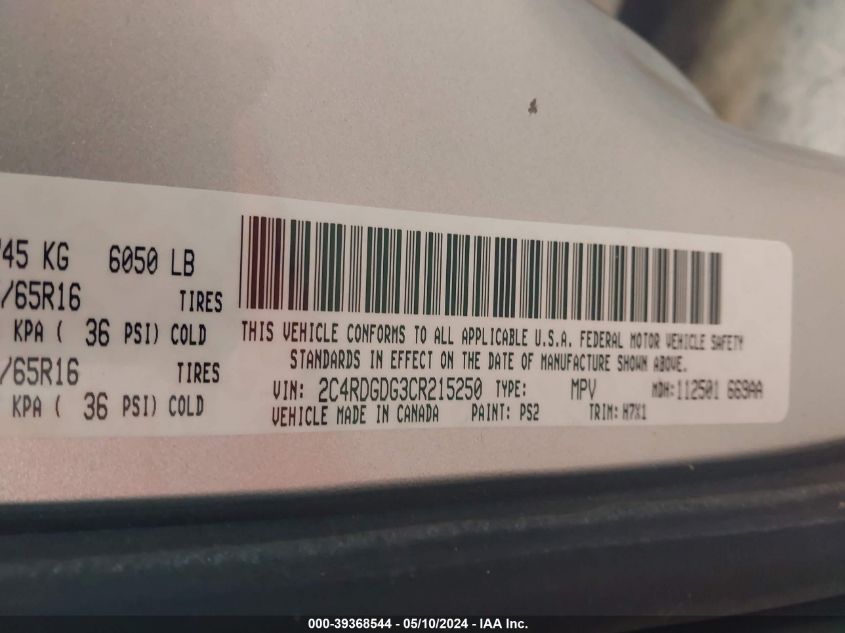 745 KG 6050 LB
/65R16 TIRES
KPA ( 36 PSI) COLD
/65R16 TIRES
KPA ( 36 PSI) COLD
THIS VEHICLE CONFORMS TO ALL APPLICABLE U.S.A. FEDERAL MOTOR VEHICLE SAFETY
STANDARDS IN EFFECT ON THE DATE OF MANUFACTURE SHOWN ABOVE.
VIN: 2C4RDGDG3CR215250 TYPE: MPV MDH:112501 669AA
VEHICLE MADE IN CANADA PAINT: PS2 TRIM: H7X1
000-39368544 - 05/10/2024 - IAA Inc.